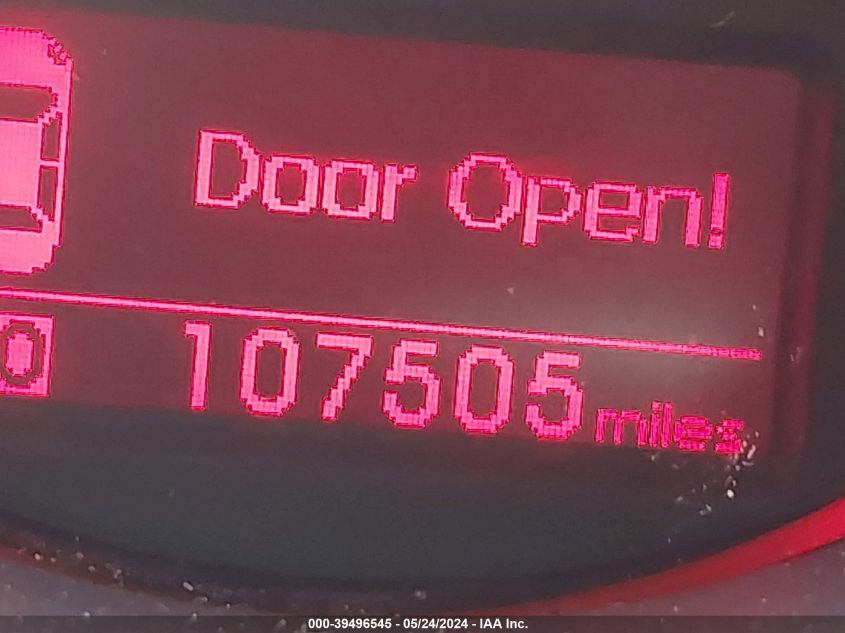 Door Open!
107505 miles
000-39496545 - 05/24/2024 - IAA Inc.